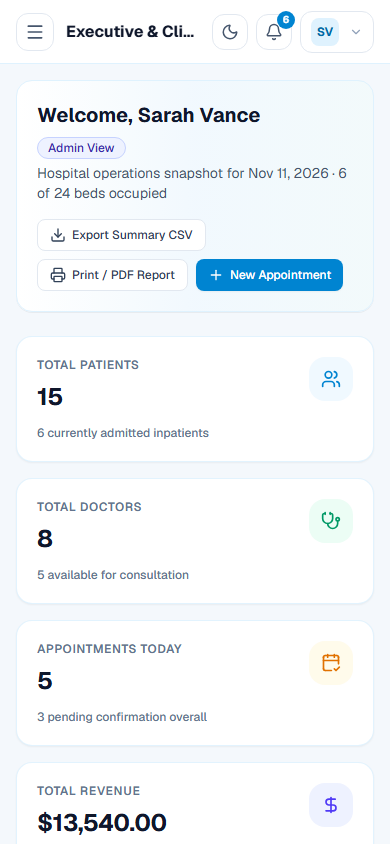 Executive & Cli...
6
SV
Welcome, Sarah Vance
Admin View
Hospital operations snapshot for Nov 11, 2026 · 6
of 24 beds occupied
Export Summary CSV
Print / PDF Report
New Appointment
TOTAL PATIENTS
15
6 currently admitted inpatients
TOTAL DOCTORS
8
5 available for consultation
APPOINTMENTS TODAY
5
3 pending confirmation overall
TOTAL REVENUE
$13,540.00